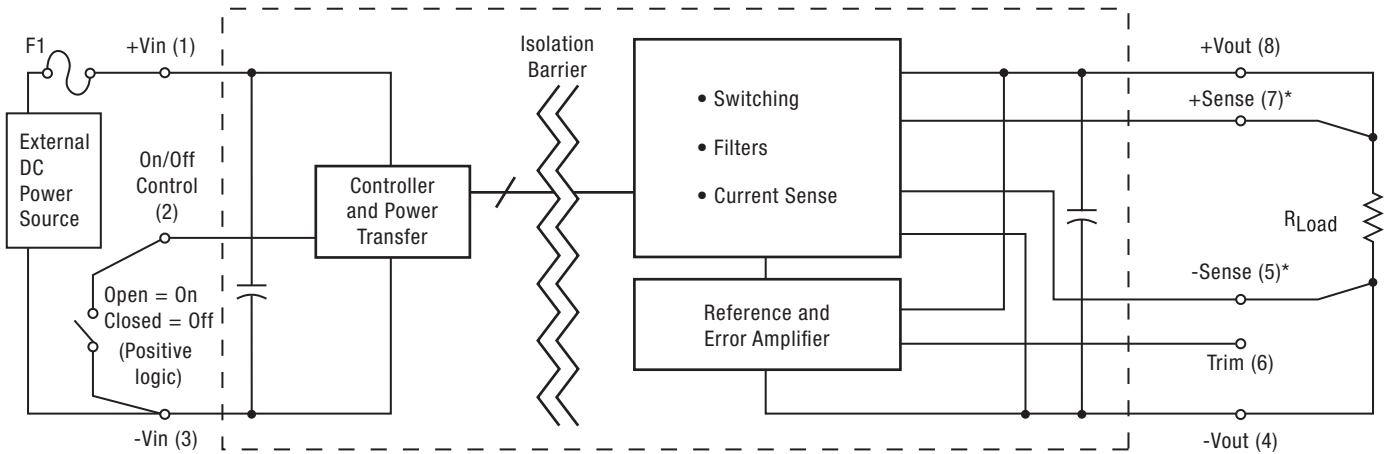 F1
+Vin (1)
External
DC
Power
Source
On/Off
Control
(2)
Open = On
Closed = Off
(Positive
logic)
-Vin (3)
Controller
and Power
Transfer
Isolation
Barrier
• Switching
• Filters
• Current Sense
Reference and
Error Amplifier
+Vout (8)
+Sense (7)*
RLoad
-Sense (5)*
Trim (6)
-Vout (4)